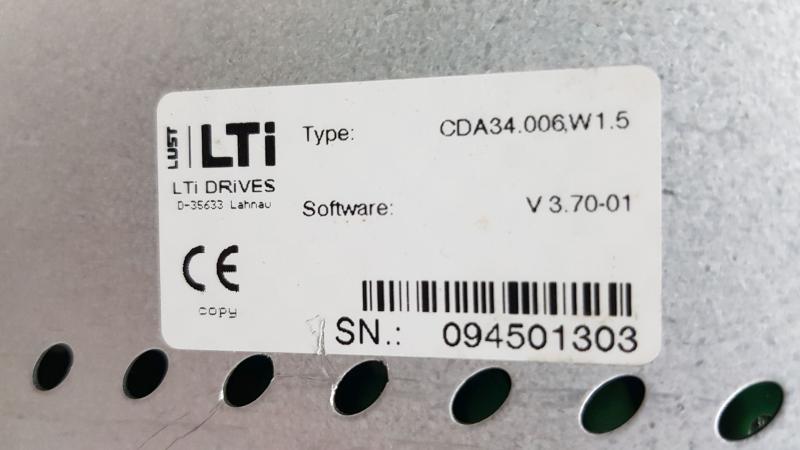 LUST LTi
LTi DRiVES
D-35633 Lahnau
CE
copy
Type: CDA34.006,W1.5
Software: V 3.70-01
SN.: 094501303